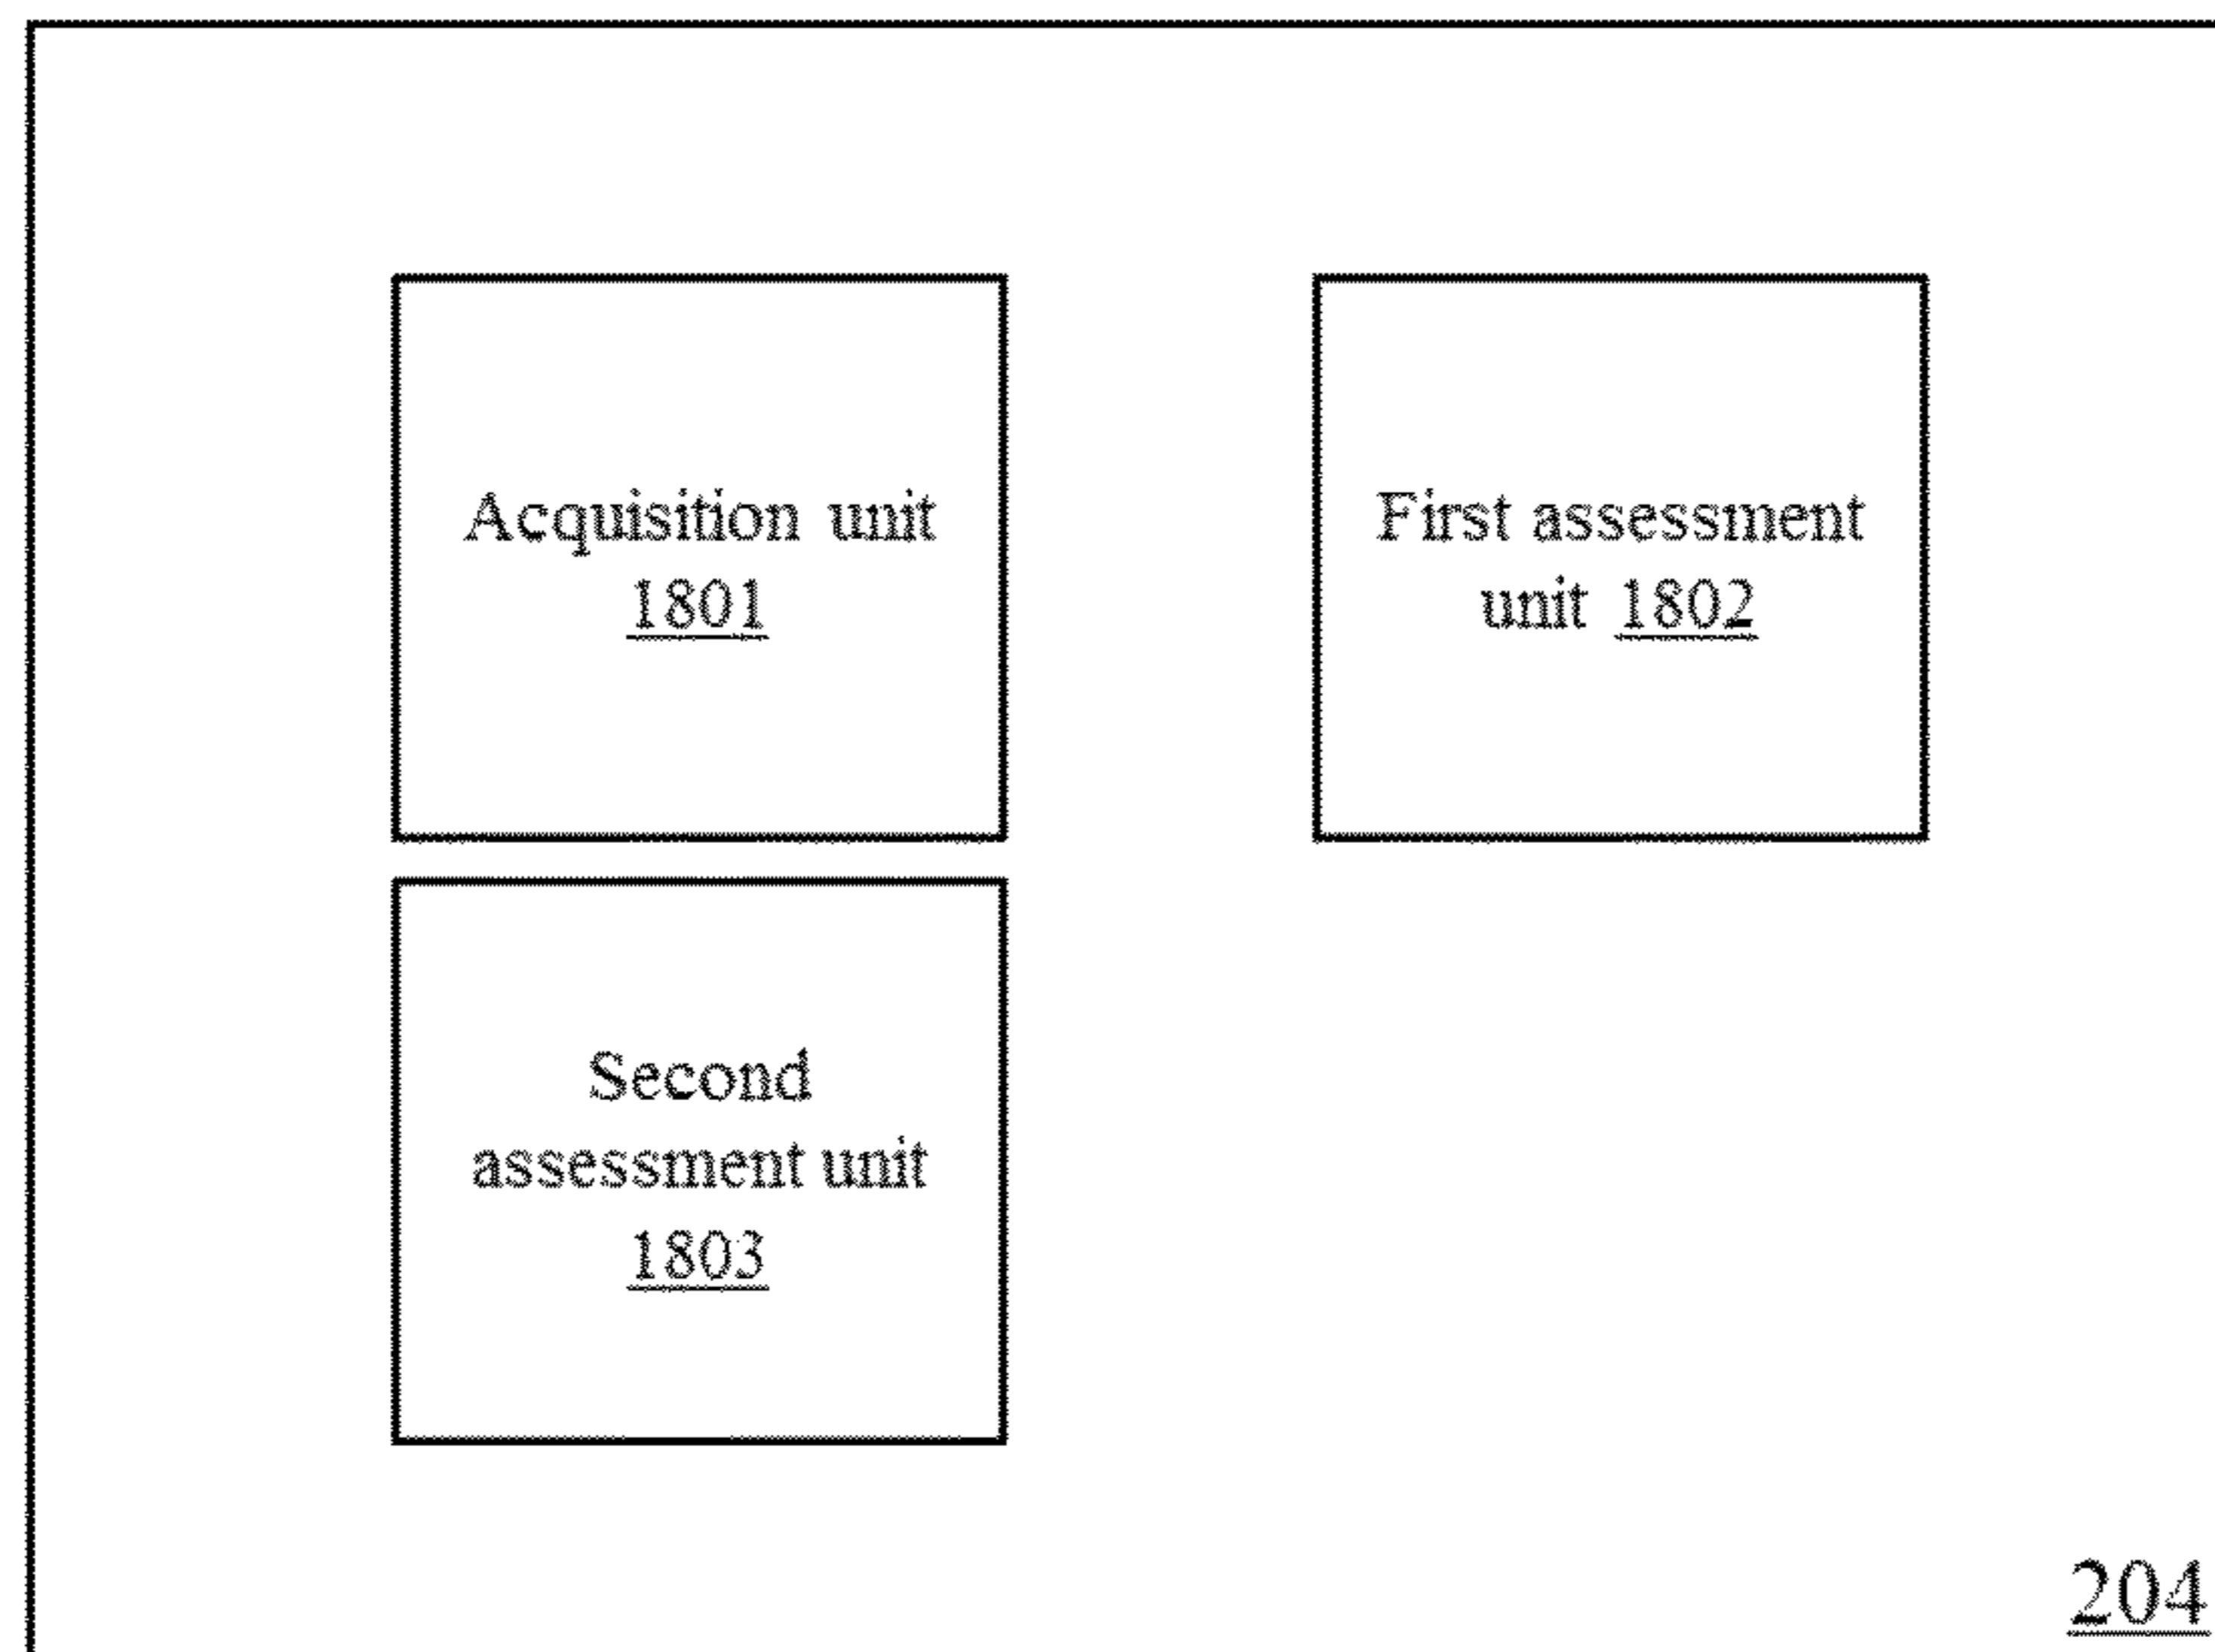 Acquisition unit
1801
First assessment
unit 1802
Second
assessment unit
1803
204